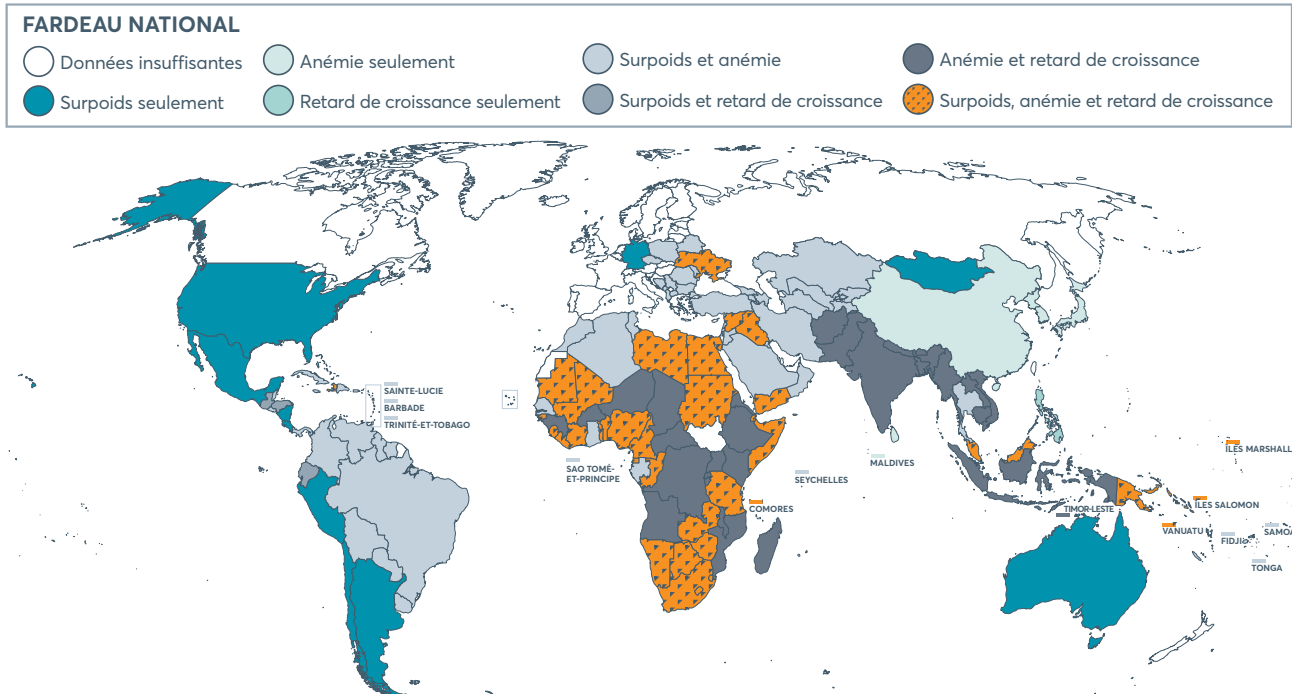 FARDEAU NATIONAL
Données insuffisantes
Anémie seulement
Surpoids et anémie
Anémie et retard de croissance
Surpoids seulement
Retard de croissance seulement
Surpoids et retard de croissance
Surpoids, anémie et retard de croissance
SAINTE-LUCIE
BARBADE
TRINITÉ-ET-TOBAGO
SAO TOMÉ-
ET-PRINCIPE
SEYCHELLES
MALDIVES
COMORES
ÎLES MARSHALL
ÎLES SALOMON
TIMOR-LESTE
VANUATU
FIDJI
SAMOA
TONGA